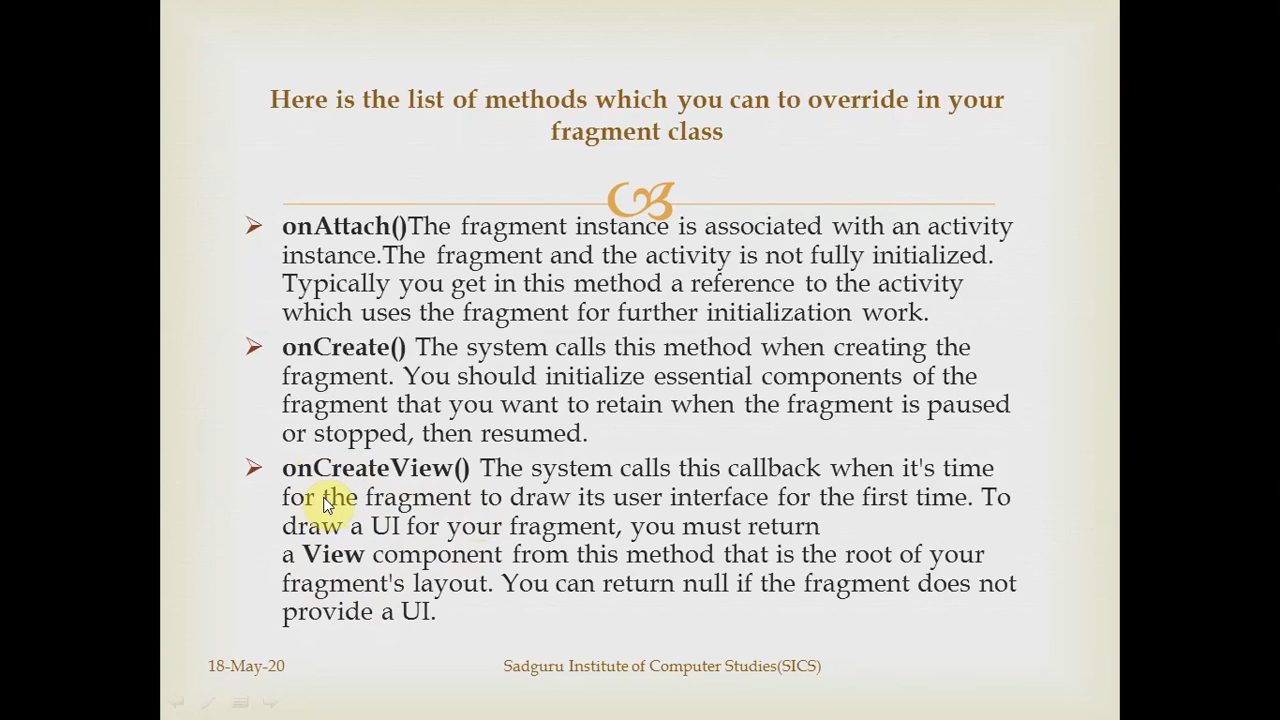 Here is the list of methods which you can to override in your
fragment class
onAttach()The fragment instance is associated with an activity
instance.The fragment and the activity is not fully initialized.
Typically you get in this method a reference to the activity
which uses the fragment for further initialization work.
onCreate() The system calls this method when creating the
fragment. You should initialize essential components of the
fragment that you want to retain when the fragment is paused
or stopped, then resumed.
onCreateView() The system calls this callback when it's time
for the fragment to draw its user interface for the first time. To
draw a UI for your fragment, you must return
a View component from this method that is the root of your
fragment's layout. You can return null if the fragment does not
provide a UI.
18-May-20
Sadguru Institute of Computer Studies(SICS)